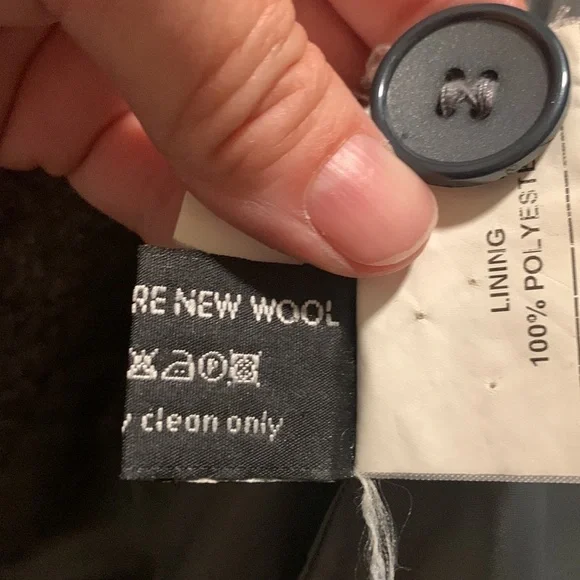 RE NEW WOOL
P
y clean only
LINING
100% POLYESTE